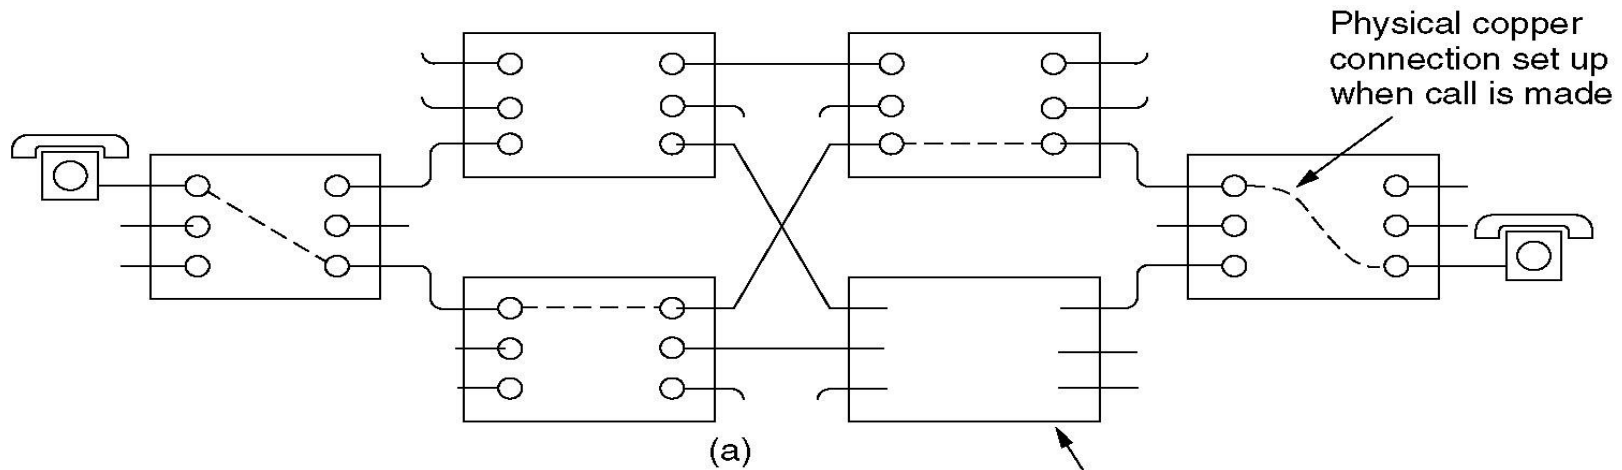 Physical copper
connection set up
when call is made
(a)